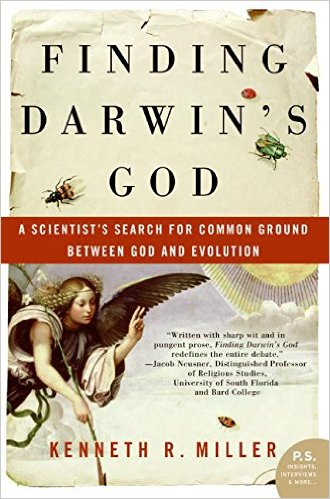 FINDING
DARWIN'S
GOD
A SCIENTIST'S SEARCH FOR COMMON GROUND
BETWEEN GOD AND EVOLUTION
"Written with sharp wit and in
pungent prose, Finding Darwin's God
redefines the entire debate."
—Jacob Neusner, Distinguished Professor
of Religious Studies,
University of South Florida
and Bard College
KENNETH R. MILLER
P.S.
INSIGHTS,
INTERVIEWS
& MORE...